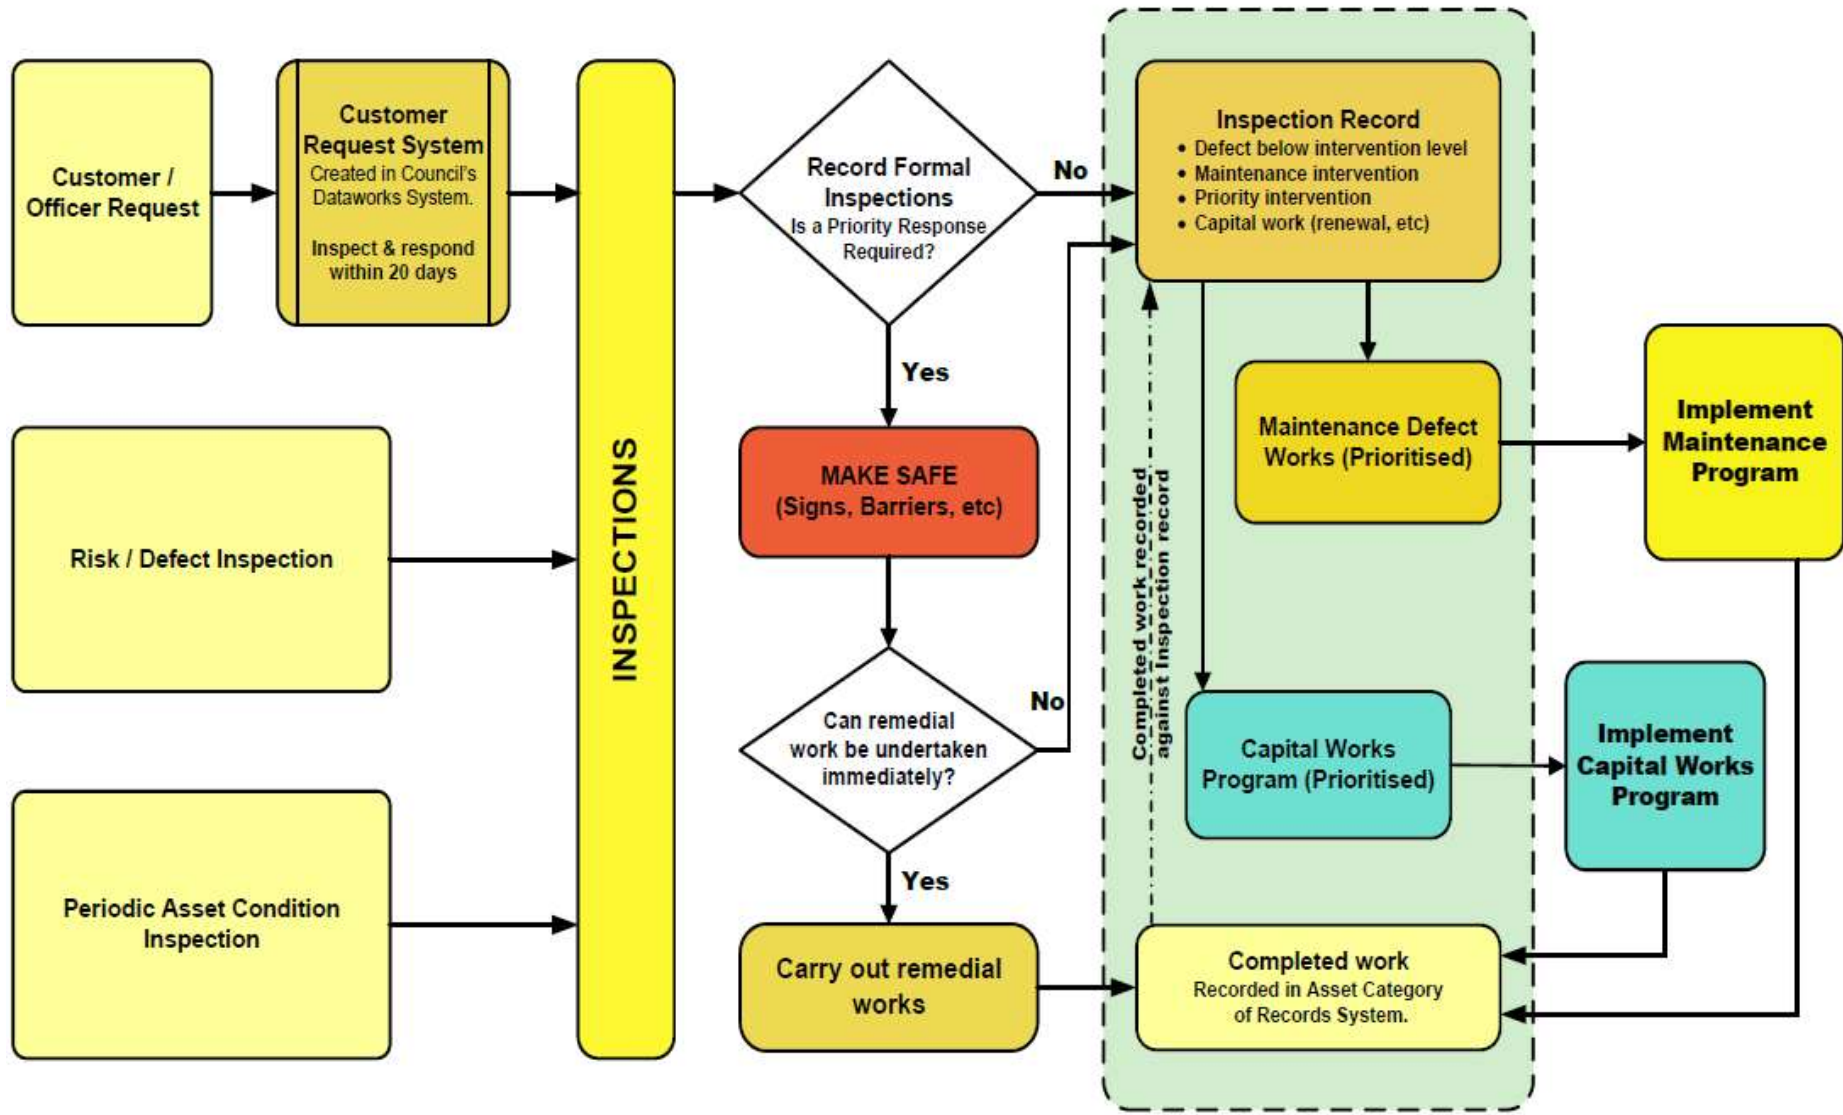 Customer /
Officer Request
Customer
Request System
Created in Council's
Dataworks System.
Inspect & respond
within 20 days
Risk / Defect Inspection
Periodic Asset Condition
Inspection
INSPECTIONS
Record Formal
Inspections
Is a Priority Response
Required?
No
Yes
MAKE SAFE
(Signs, Barriers, etc)
Can remedial
work be undertaken
immediately?
No
Yes
Carry out remedial
works
Inspection Record
• Defect below intervention level
• Maintenance intervention
• Priority intervention
• Capital work (renewal, etc)
Maintenance Defect
Works (Prioritised)
Completed work recorded
against Inspection record
Capital Works
Program (Prioritised)
Completed work
Recorded in Asset Category
of Records System.
Implement
Maintenance
Program
Implement
Capital Works
Program